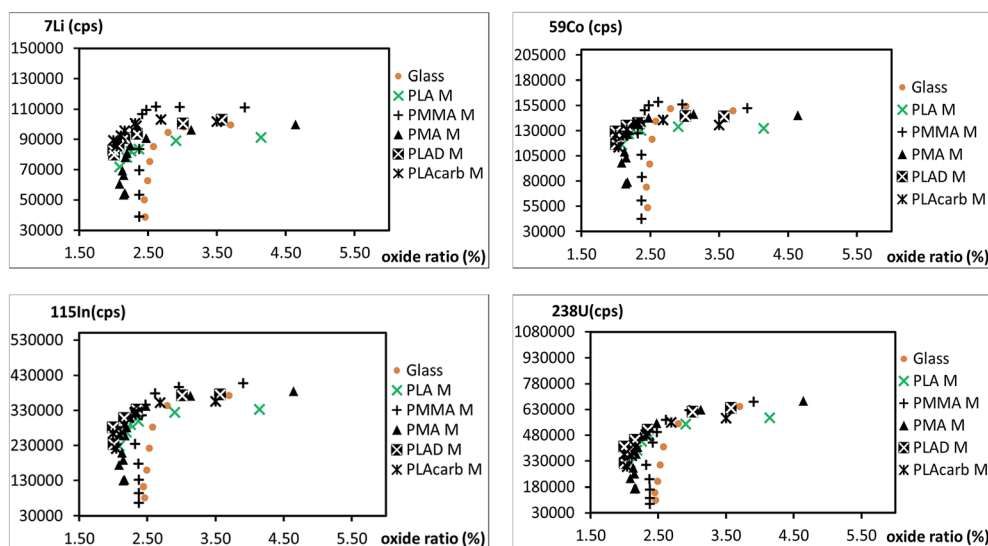 7Li (cps)
150000
130000
110000
90000
70000
50000
30000
1.50 2.50 3.50 4.50 5.50
oxide ratio (%)
Glass
PLA M
PMMA M
PMA M
PLAD M
PLAcarb M
59Co (cps)
205000
180000
155000
130000
105000
80000
55000
30000
1.50 2.50 3.50 4.50 5.50
oxide ratio (%)
Glass
PLA M
PMMA M
PMA M
PLAD M
PLAcarb M
115In(cps)
530000
430000
330000
230000
130000
30000
1.50 2.50 3.50 4.50 5.50
oxide ratio (%)
Glass
PLA M
PMMA M
PMA M
PLAD M
PLAcarb M
238U(cps)
1080000
930000
780000
630000
480000
330000
180000
30000
1.50 2.50 3.50 4.50 5.50
oxide ratio (%)
Glass
PLA M
PMMA M
PMA M
PLAD M
PLAcarb M